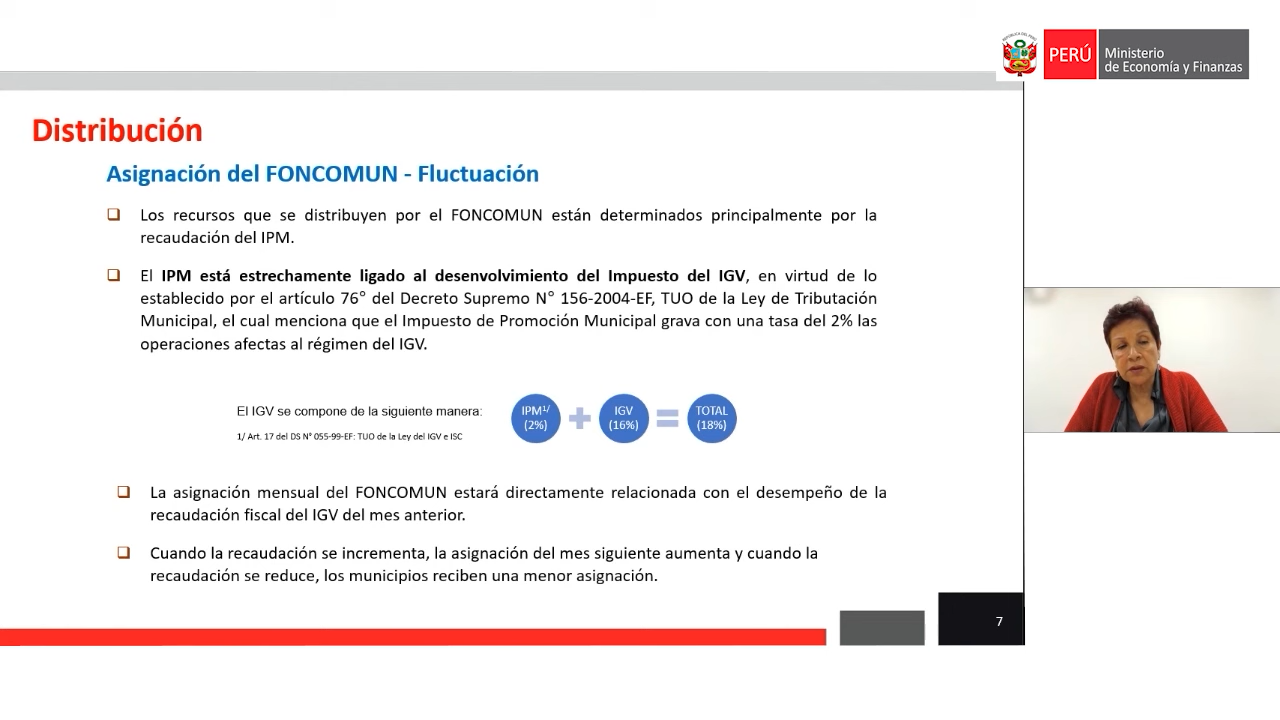 PERÚ
Ministerio
de Economía y Finanzas
Distribución
Asignación del FONCOMUN - Fluctuación
Los recursos que se distribuyen por el FONCOMUN están determinados principalmente por la
recaudación del IPM.
El IPM está estrechamente ligado al desenvolvimiento del Impuesto del IGV, en virtud de lo
establecido por el artículo 76° del Decreto Supremo N° 156-2004-EF, TUO de la Ley de Tributación
Municipal, el cual menciona que el Impuesto de Promoción Municipal grava con una tasa del 2% las
operaciones afectas al régimen del IGV.
El IGV se compone de la siguiente manera:
1/ Art. 17 del DS N° 055-99-EF: TUO de la Ley del IGV e ISC
IPM1/
(2%)
+
IGV
(16%)
=
TOTAL
(18%)
La asignación mensual del FONCOMUN estará directamente relacionada con el desempeño de la
recaudación fiscal del IGV del mes anterior.
Cuando la recaudación se incrementa, la asignación del mes siguiente aumenta y cuando la
recaudación se reduce, los municipios reciben una menor asignación.
7